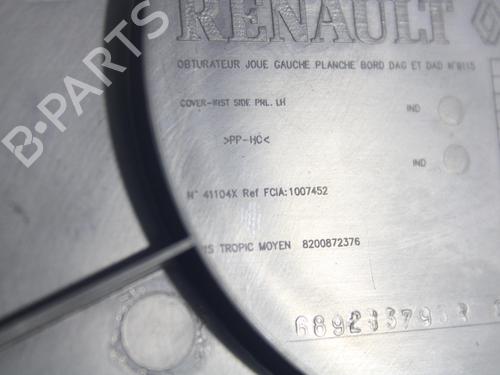 RENAULT
OBTURATEUR JOUE GAUCHE PLANCHE BORD DAG ET DAD N°8115
COVER-INST SIDE PNL. LH
IND
>PP-HC<
IND
N° 41104X Ref FCIA:1007452
TROPIC MOYEN 8200872376
B-PARTS